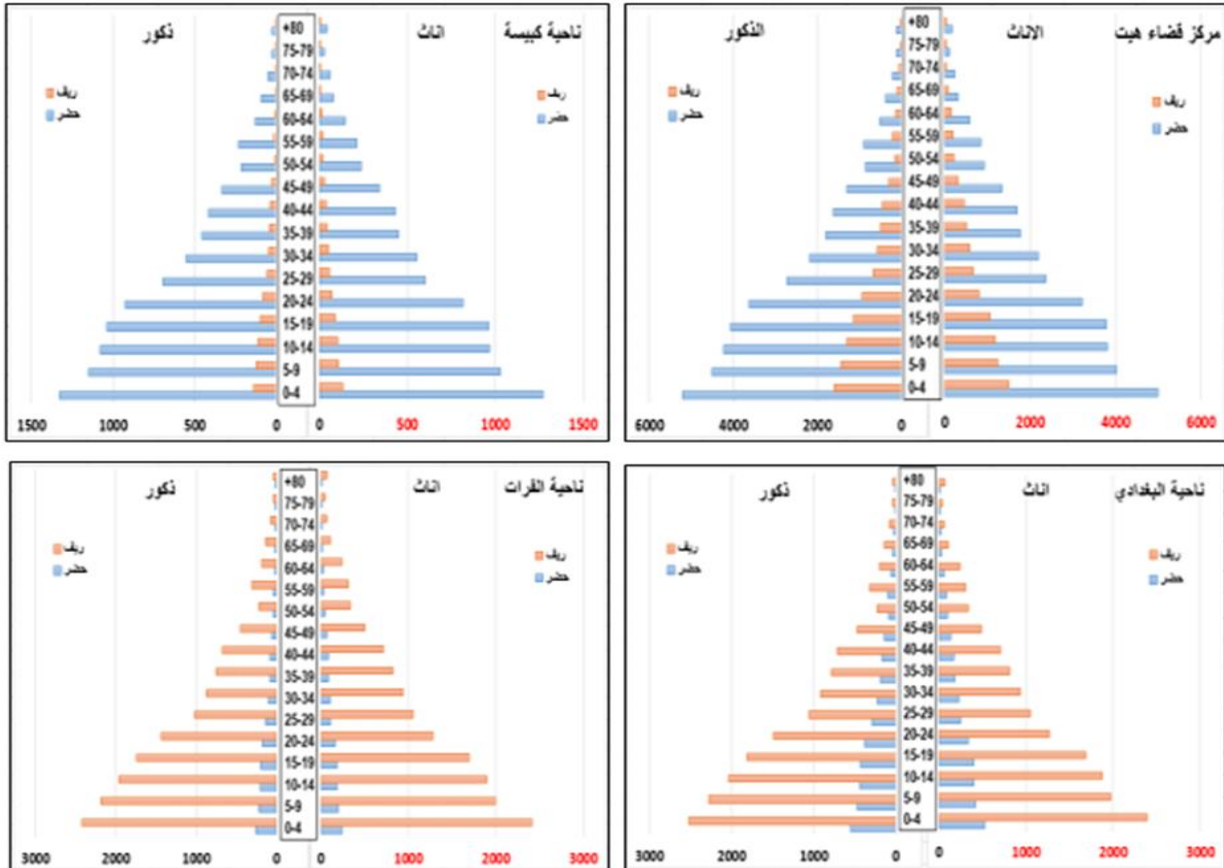 ناحية كبيسة
اناث
ذكور
ريف
حضر
ريف
حضر
+80
75-79
70-74
65-69
60-64
55-59
50-54
45-49
40-44
35-39
30-34
25-29
20-24
15-19
10-14
5-9
0-4
1500 1000 500 0 0 500 1000 1500
مركز قضاء هيت
الاناث
الذكور
ريف
حضر
ريف
حضر
+80
75-79
70-74
65-69
60-64
55-59
50-54
45-49
40-44
35-39
30-34
25-29
20-24
15-19
10-14
5-9
0-4
6000 4000 2000 0 0 2000 4000 6000
ناحية الفرات
اناث
ذكور
ريف
حضر
ريف
حضر
+80
75-79
70-74
65-69
60-64
55-59
50-54
45-49
40-44
35-39
30-34
25-29
20-24
15-19
10-14
5-9
0-4
3000 2000 1000 0 0 1000 2000 3000
ناحية البغدادي
اناث
ذكور
ريف
حضر
ريف
حضر
+80
75-79
70-74
65-69
60-64
55-59
50-54
45-49
40-44
35-39
30-34
25-29
20-24
15-19
10-14
5-9
0-4
3000 2000 1000 0 0 1000 2000 3000